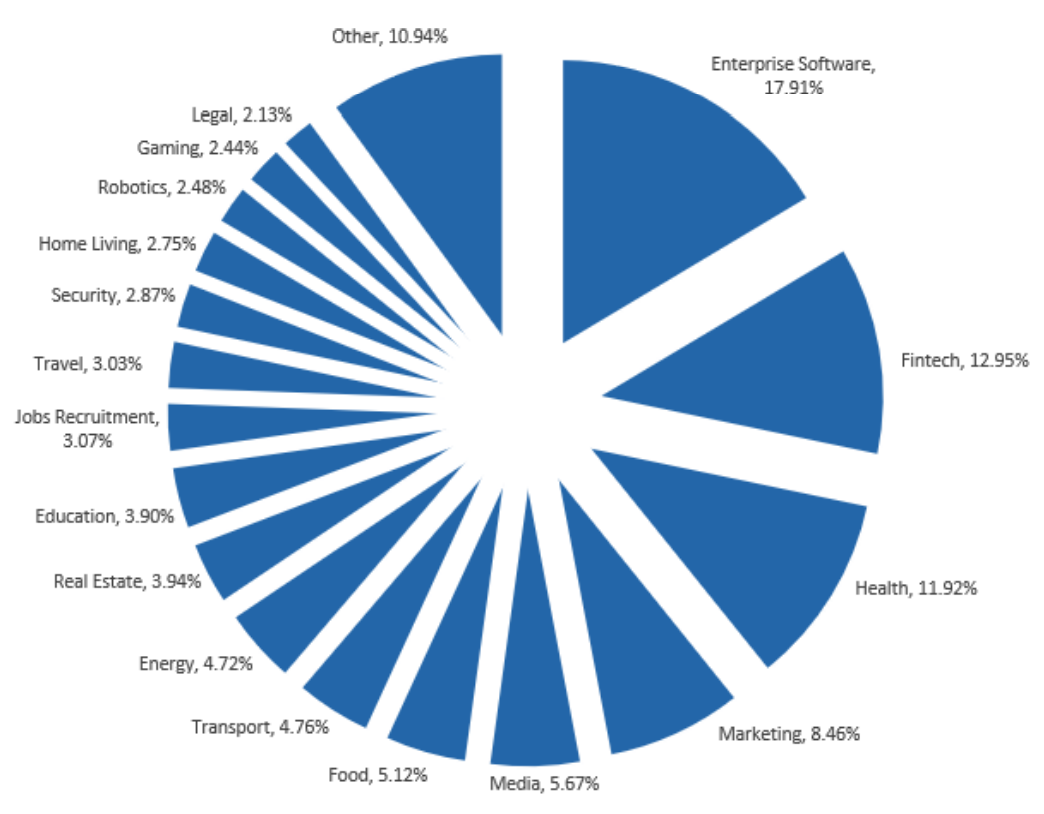 Other, 10.94%
Enterprise Software,
17.91%
Legal, 2.13%
Gaming, 2.44%
Robotics, 2.48%
Home Living, 2.75%
Security, 2.87%
Travel, 3.03%
Fintech, 12.95%
Jobs Recruitment,
3.07%
Education, 3.90%
Real Estate, 3.94%
Health, 11.92%
Energy, 4.72%
Transport, 4.76%
Marketing, 8.46%
Food, 5.12%
Media, 5.67%